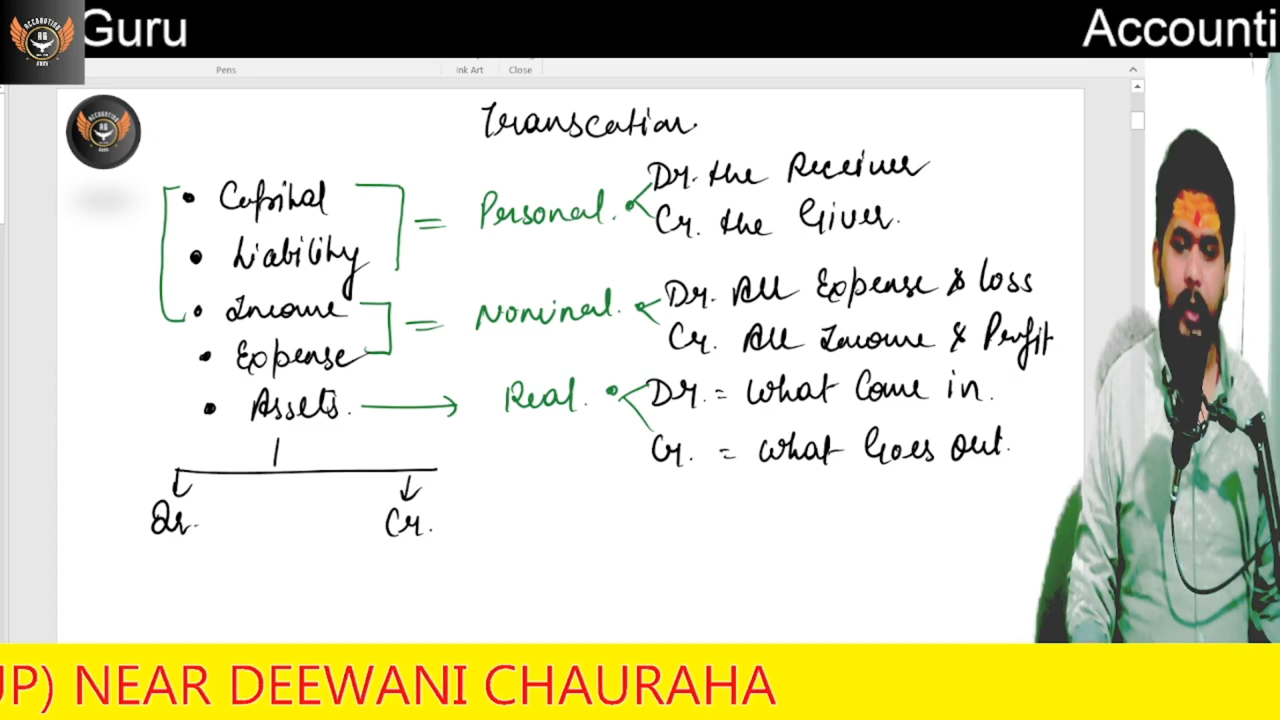 Guru
Accounti
Pens
Ink Art
Close
Transcation.
• Capital
• Liability
• Income
• Expense
• Assets.
= Personal.
Dr. the Receiver
Cr. the Giver.
= Nominal.
Dr. All Expense & Loss
Cr. All Income & Profit
Real.
Dr. = What Come in.
Cr. = What Goes out.
Dr.
Cr.
UP) NEAR DEEWANI CHAURAHA